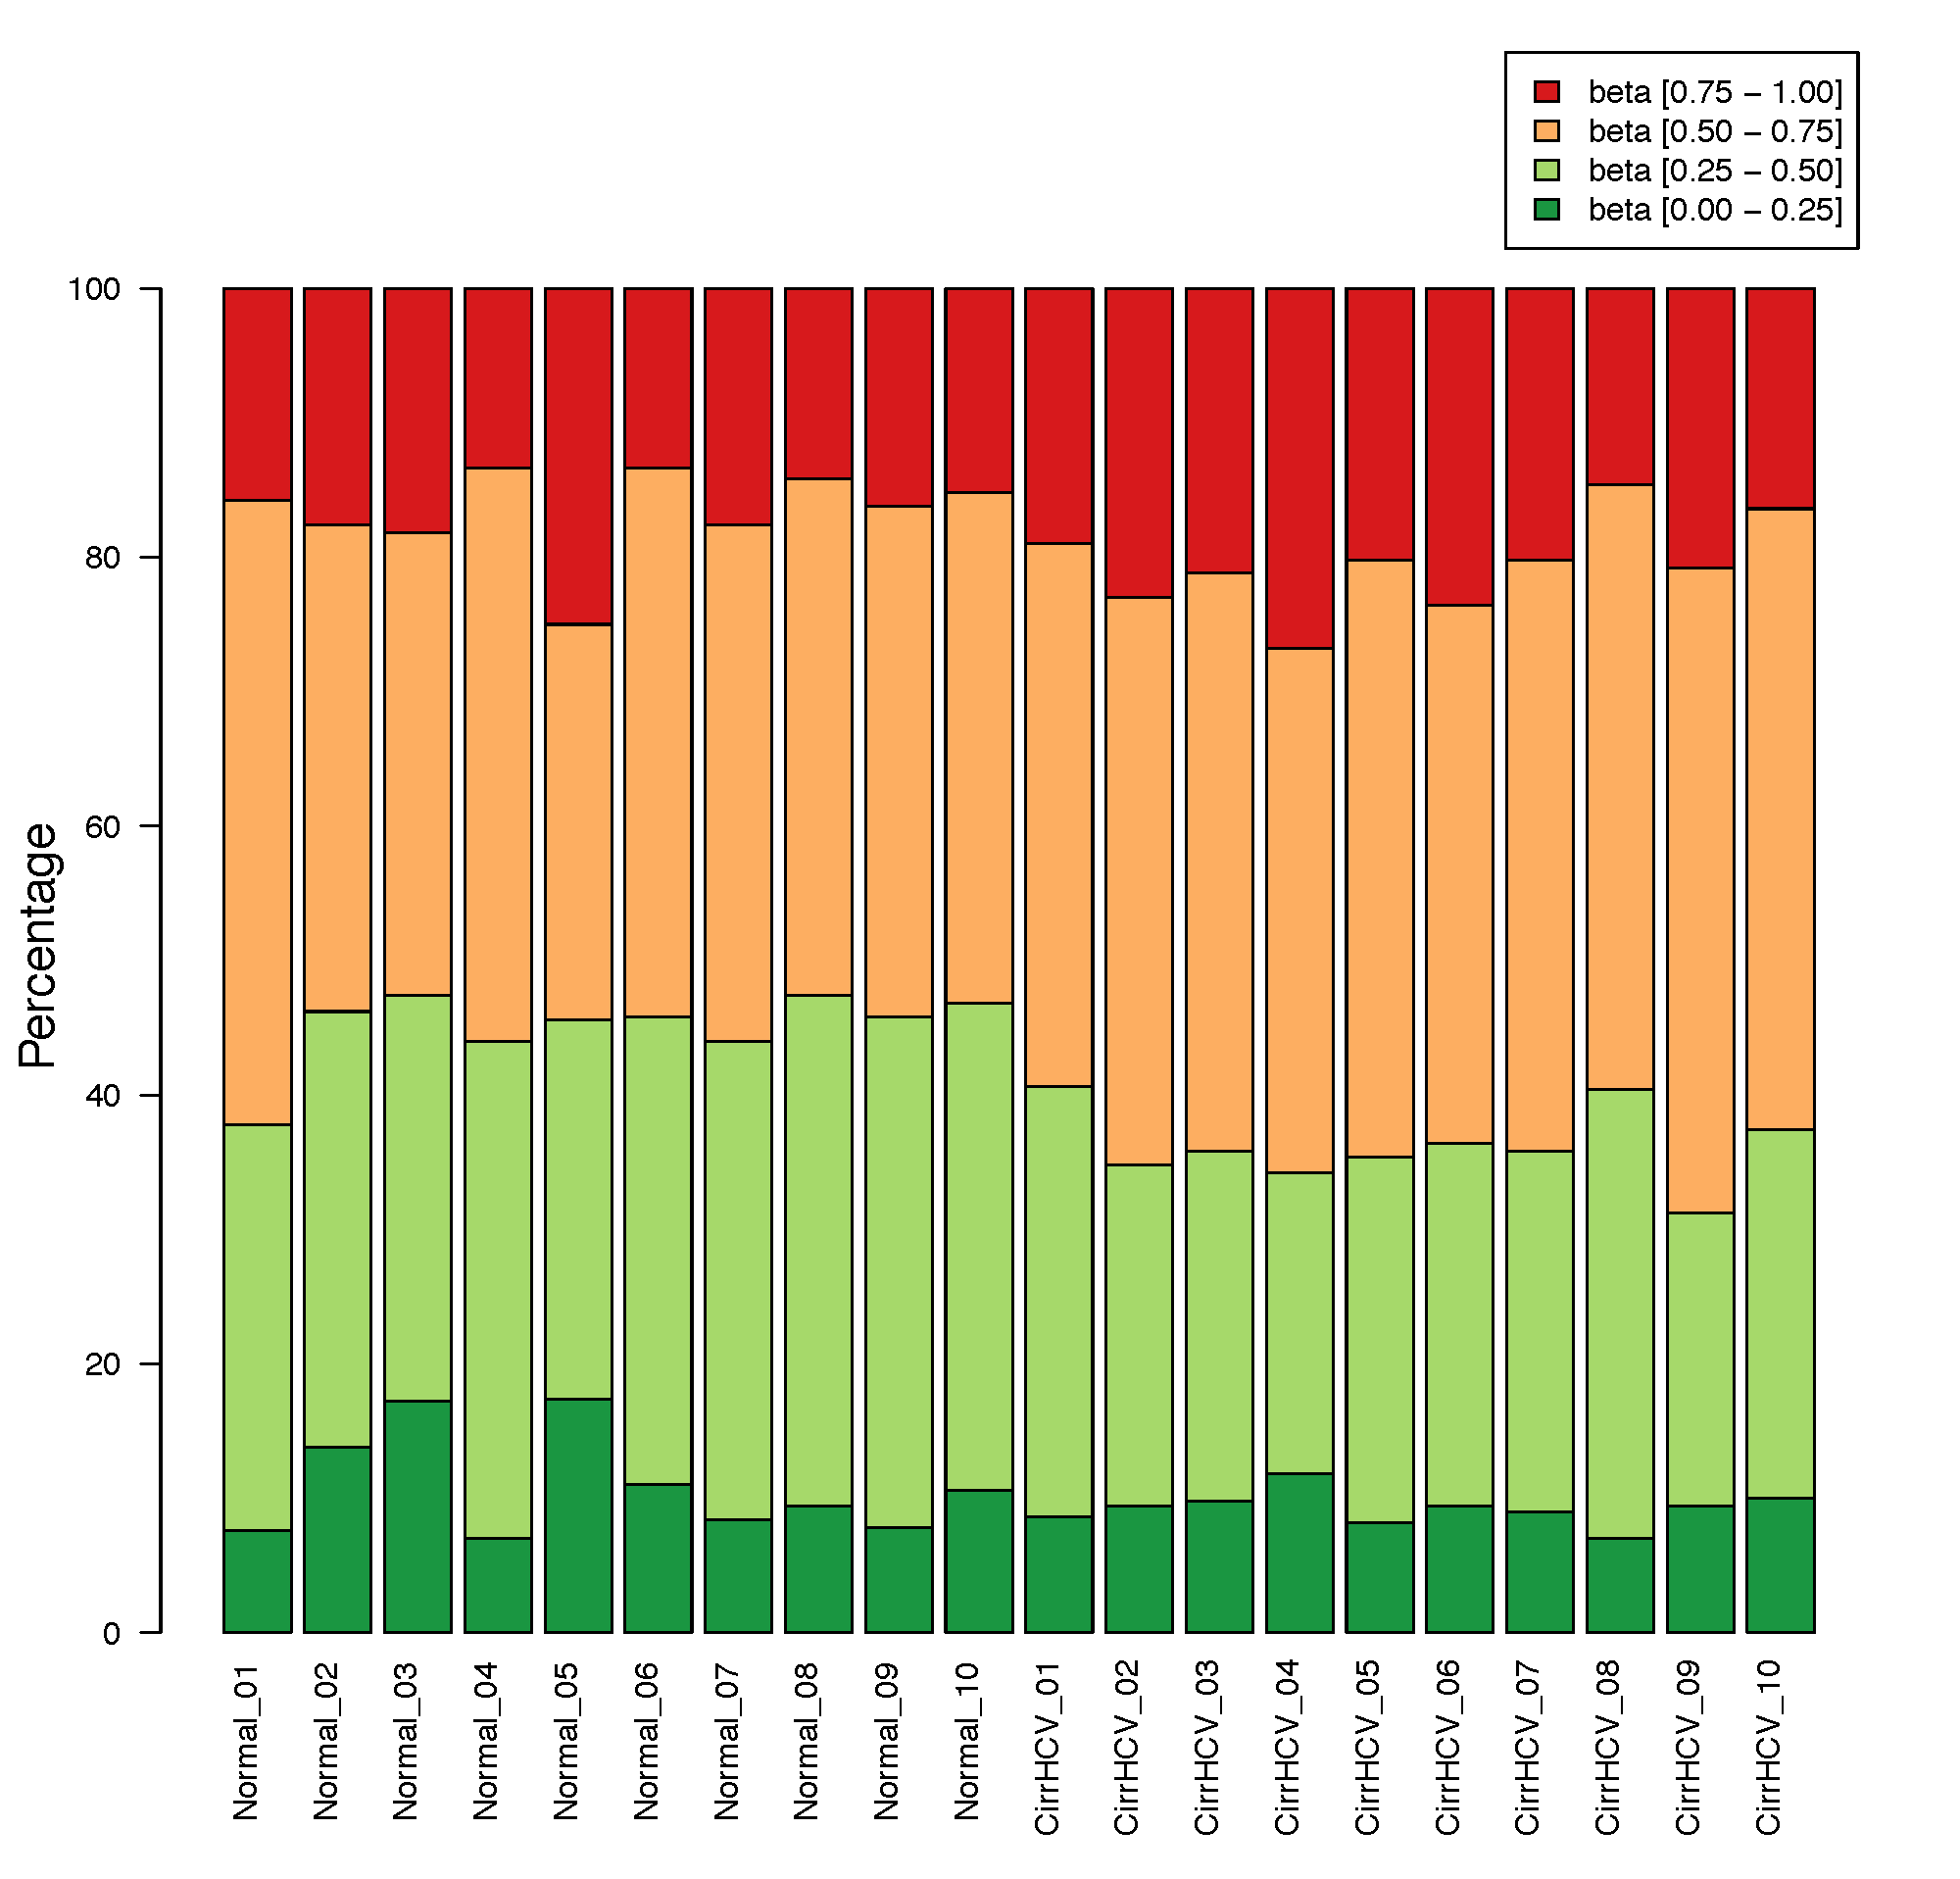 beta [0.75 – 1.00]
beta [0.50 – 0.75]
beta [0.25 – 0.50]
beta [0.00 – 0.25]
Percentage
100
80
60
40
20
0
Normal_01
Normal_02
Normal_03
Normal_04
Normal_05
Normal_06
Normal_07
Normal_08
Normal_09
Normal_10
CirrHCV_01
CirrHCV_02
CirrHCV_03
CirrHCV_04
CirrHCV_05
CirrHCV_06
CirrHCV_07
CirrHCV_08
CirrHCV_09
CirrHCV_10